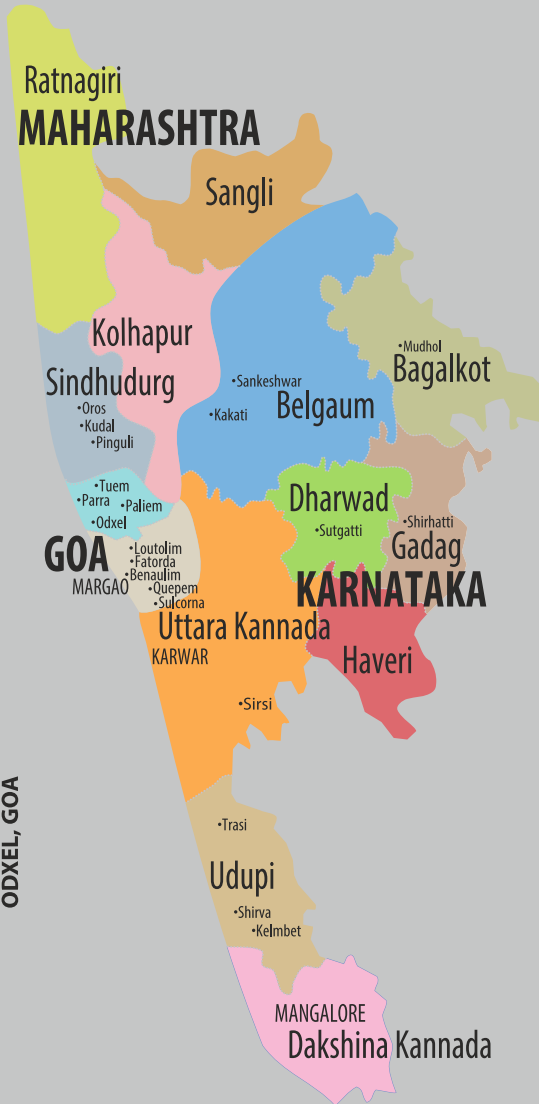 Ratnagiri
MAHARASHTRA
Sangli
Kolhapur
Sindhudurg
•Oros
•Kudal
•Pinguli
•Mudhol
Bagalkot
•Sankeshwar
•Kakati
Belgaum
•Tuem
•Parra
•Paliem
•Odxel
Dharwad
•Sutgatti
•Shirhatti
Gadag
GOA
MARGAO
•Loutolim
•Fatorda
•Benaulim
•Quepem
•Sulcorna
KARNATAKA
Uttara Kannada
KARWAR
Haveri
•Sirsi
ODXEL, GOA
•Trasi
Udupi
•Shirva
•Kelmbet
MANGALORE
Dakshina Kannada